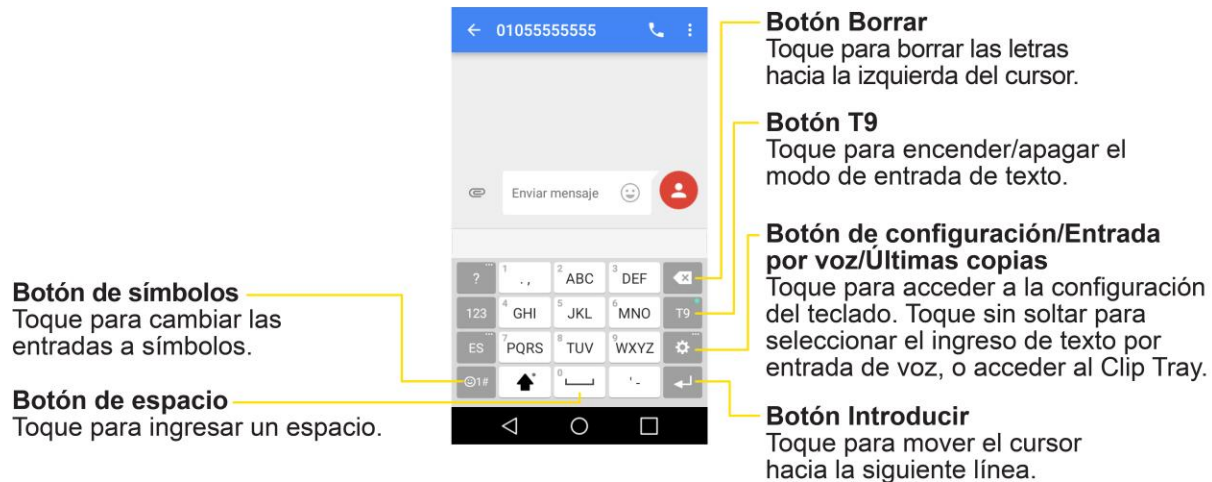 01055555555
Enviar mensaje
? 1 ., 2 ABC 3 DEF
123 4 GHI 5 JKL 6 MNO T9
ES 7 PQRS 8 TUV 9 WXYZ
☺1# * 0 ' -
Botón de símbolos
Toque para cambiar las
entradas a símbolos.
Botón de espacio
Toque para ingresar un espacio.
Botón Borrar
Toque para borrar las letras
hacia la izquierda del cursor.
Botón T9
Toque para encender/apagar el
modo de entrada de texto.
Botón de configuración/Entrada
por voz/Últimas copias
Toque para acceder a la configuración
del teclado. Toque sin soltar para
seleccionar el ingreso de texto por
entrada de voz, o acceder al Clip Tray.
Botón Introducir
Toque para mover el cursor
hacia la siguiente línea.